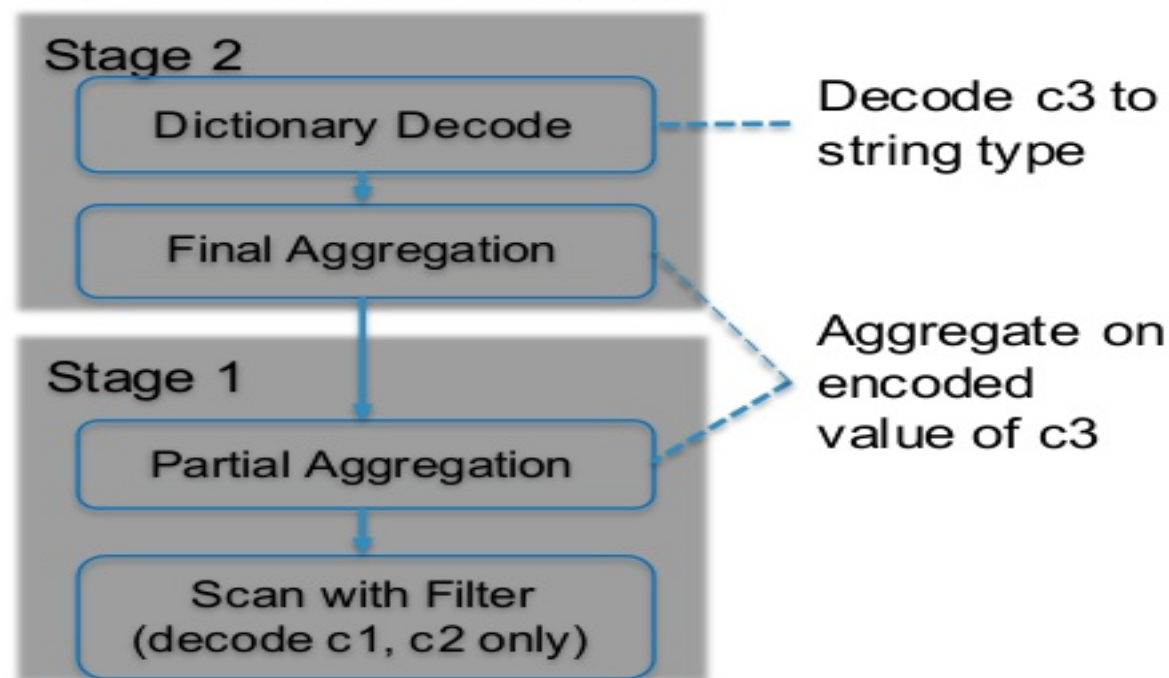 Stage 2
Dictionary Decode
Decode c3 to
string type
Final Aggregation
Aggregate on
encoded
value of c3
Stage 1
Partial Aggregation
Scan with Filter
(decode c1, c2 only)